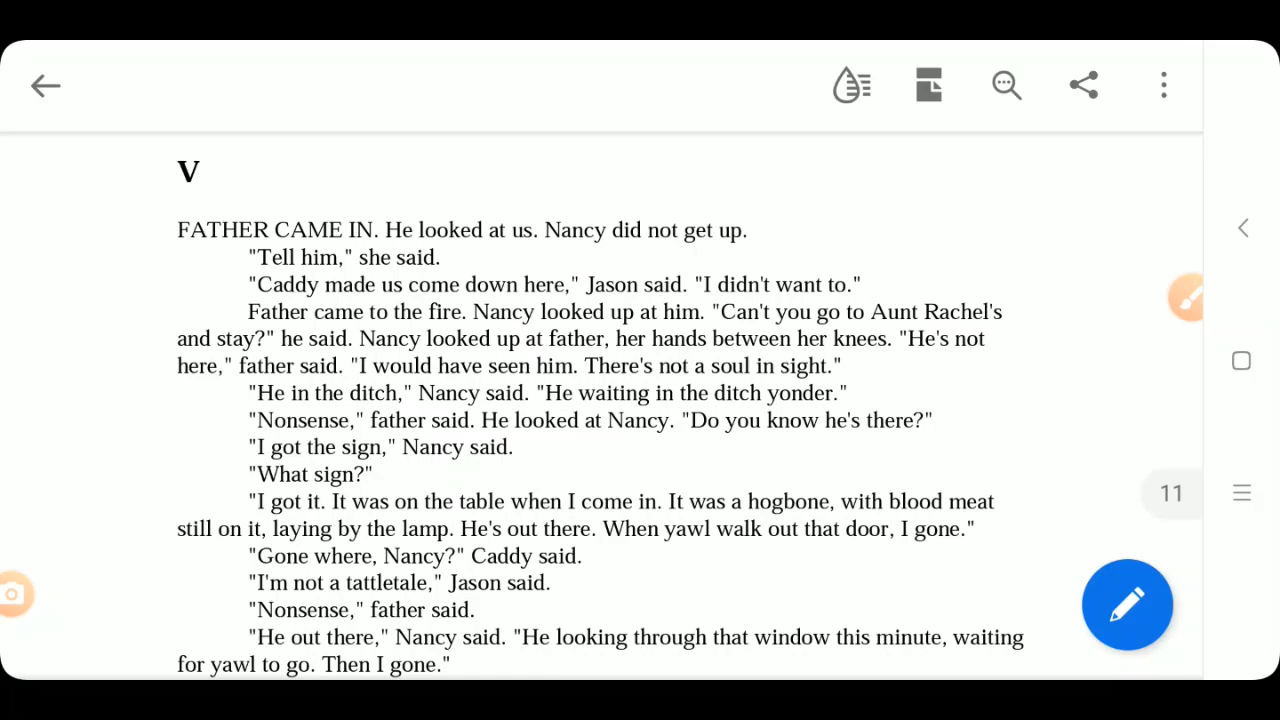 V
FATHER CAME IN. He looked at us. Nancy did not get up.
"Tell him," she said.
"Caddy made us come down here," Jason said. "I didn't want to."
Father came to the fire. Nancy looked up at him. "Can't you go to Aunt Rachel's
and stay?" he said. Nancy looked up at father, her hands between her knees. "He's not
here," father said. "I would have seen him. There's not a soul in sight."
"He in the ditch," Nancy said. "He waiting in the ditch yonder."
"Nonsense," father said. He looked at Nancy. "Do you know he's there?"
"I got the sign," Nancy said.
"What sign?"
"I got it. It was on the table when I come in. It was a hogbone, with blood meat
still on it, laying by the lamp. He's out there. When yawl walk out that door, I gone."
"Gone where, Nancy?" Caddy said.
"I'm not a tattletale," Jason said.
"Nonsense," father said.
"He out there," Nancy said. "He looking through that window this minute, waiting
for yawl to go. Then I gone."
11